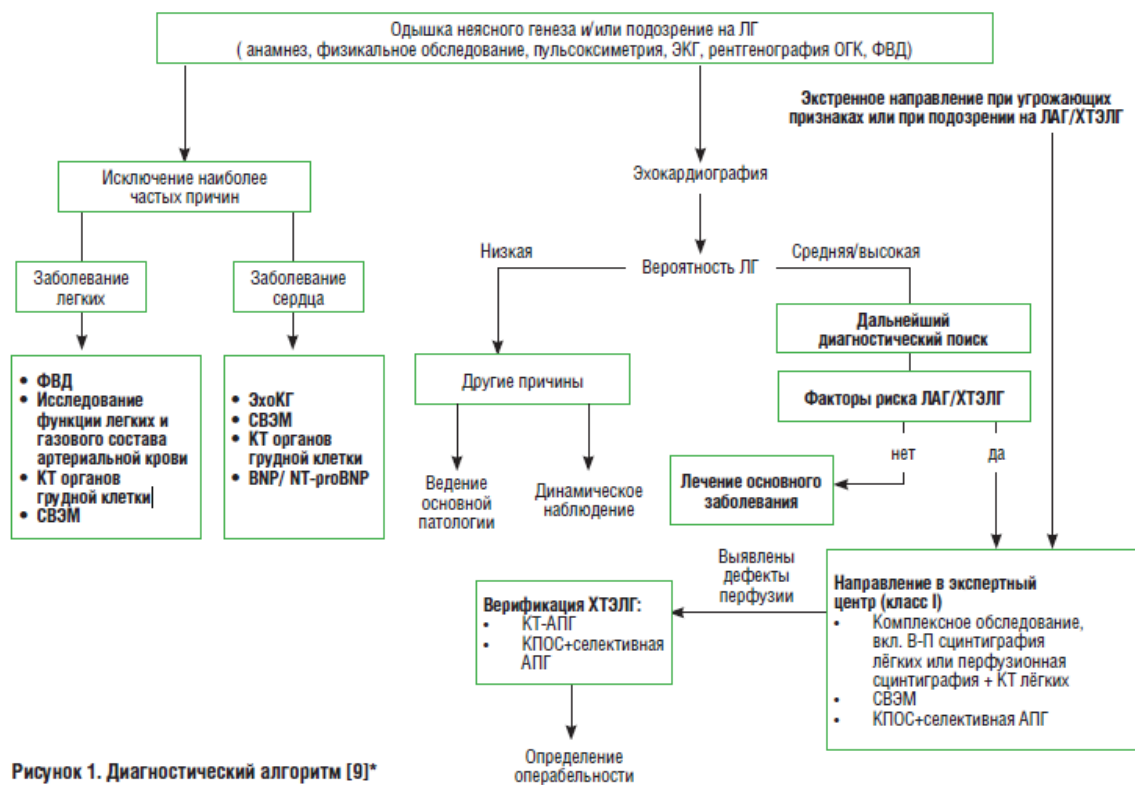 Одышка неясного генеза и/или подозрение на ЛГ
( анамнез, физикальное обследование, пульсоксиметрия, ЭКГ, рентгенография ОГК, ФВД)
Экстренное направление при угрожающих
признаках или при подозрении на ЛАГ/ХТЭЛГ
Исключение наиболее
частых причин
Эхокардиография
Заболевание
легких
Заболевание
сердца
Низкая
Вероятность ЛГ
Средняя/высокая
Дальнейший
диагностический поиск
• ФВД
• Исследование
функции легких и
газового состава
артериальной крови
• КТ органов
грудной клетки
• СВЭМ
• ЭхоКГ
• СВЭМ
• КТ органов
грудной клетки
• BNP/ NT-proBNP
Другие причины
Факторы риска ЛАГ/ХТЭЛГ
нет
да
Ведение
основной
патологии
Динамическое
наблюдение
Лечение основного
заболевания
Выявлены
дефекты
перфузии
Направление в экспертный
центр (класс I)
• Комплексное обследование,
вкл. В-П сцинтиграфия
лёгких или перфузионная
сцинтиграфия + КТ лёгких
• СВЭМ
• КПОС+селективная АПГ
Верификация ХТЭЛГ:
• КТ-АПГ
• КПОС+селективная
АПГ
Определение
операбельности
Рисунок 1. Диагностический алгоритм [9]*